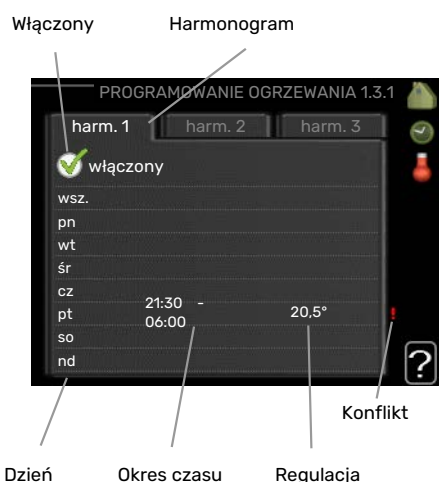 Włączony Harmonogram
PROGRAMOWANIE OGRZEWANIA 1.3.1
harm. 1 harm. 2 harm. 3
włączony
wsz.
pn
wt
śr
cz
pt 21:30 - 06:00 20,5° !
so
nd
?
Konflikt
Dzień Okres czasu Regulacja